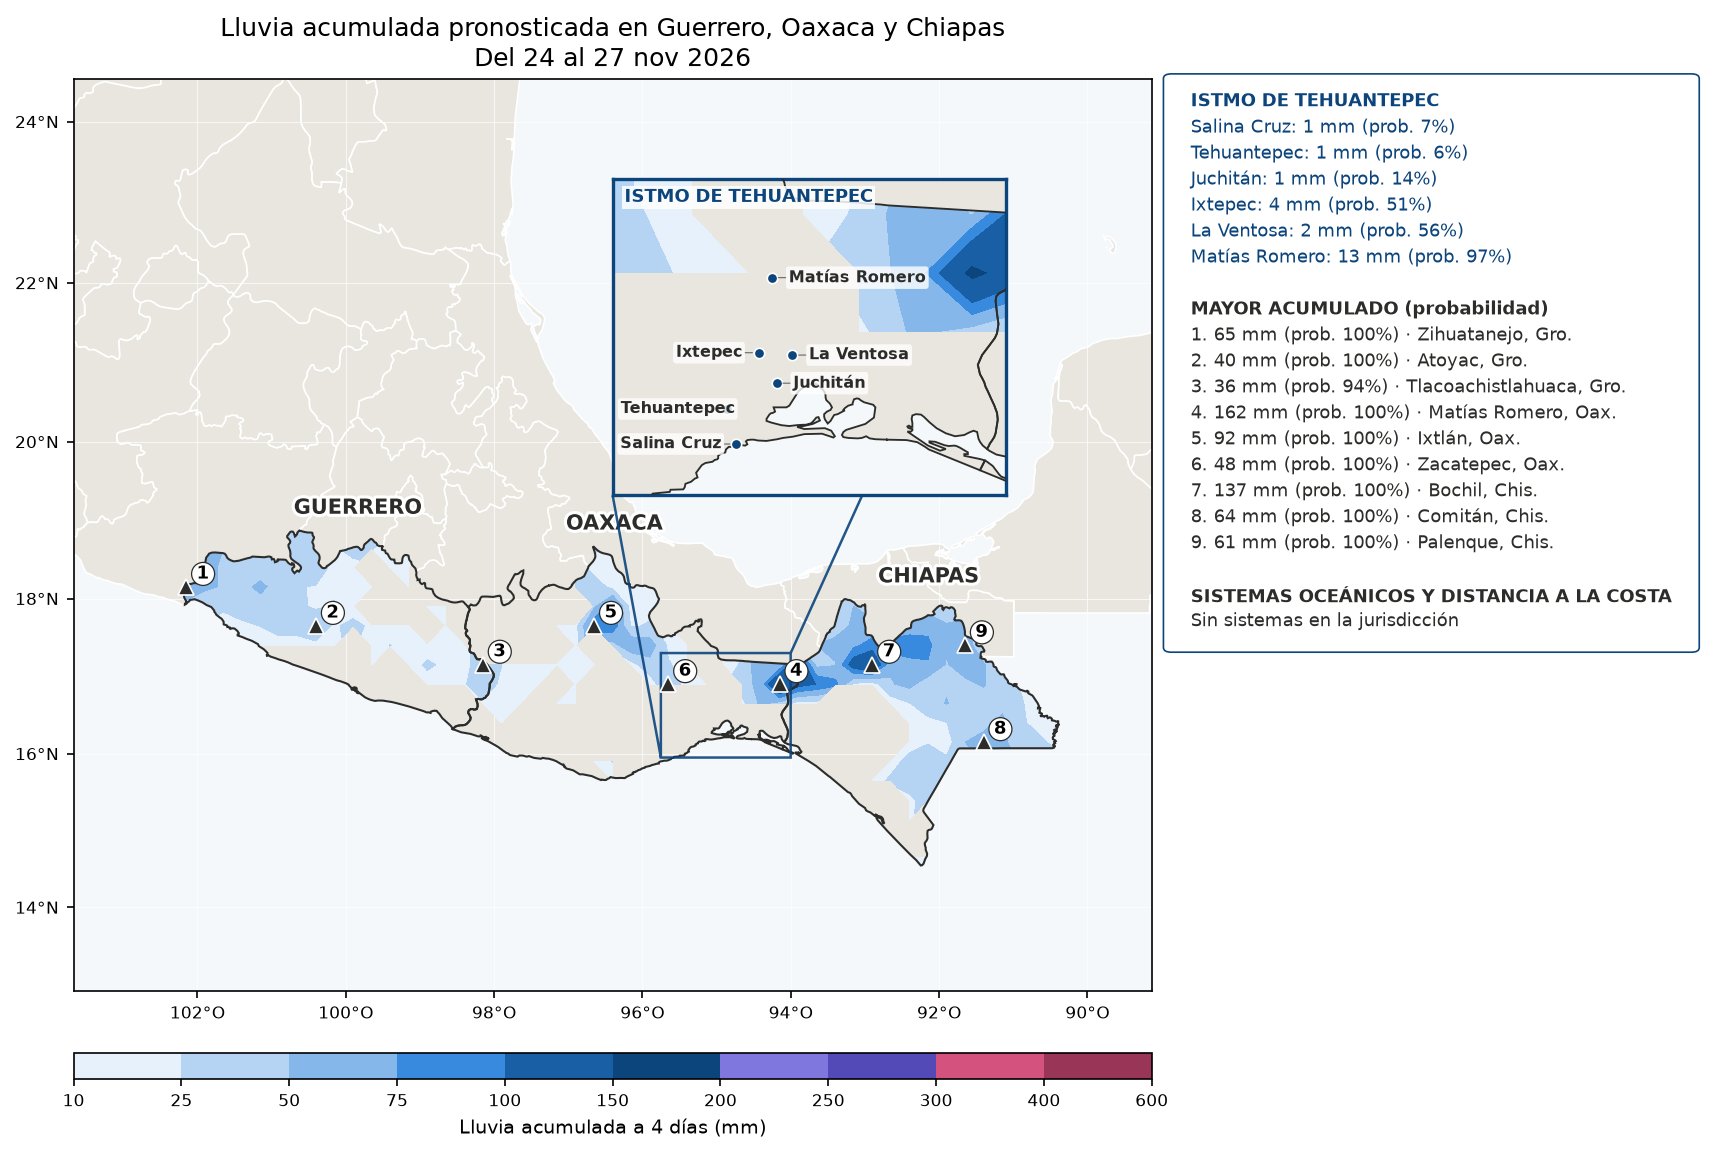 Lluvia acumulada pronosticada en Guerrero, Oaxaca y Chiapas
Del 24 al 27 nov 2026
24°N
22°N
20°N
18°N
16°N
14°N
102°O
100°O
98°O
96°O
94°O
92°O
90°O
ISTMO DE TEHUANTEPEC
Matías Romero
Ixtepec
La Ventosa
Juchitán
Tehuantepec
Salina Cruz
GUERRERO
OAXACA
CHIAPAS
1
2
3
4
5
6
7
8
9
10
25
50
75
100
150
200
250
300
400
600
Lluvia acumulada a 4 días (mm)
ISTMO DE TEHUANTEPEC
Salina Cruz: 1 mm (prob. 7%)
Tehuantepec: 1 mm (prob. 6%)
Juchitán: 1 mm (prob. 14%)
Ixtepec: 4 mm (prob. 51%)
La Ventosa: 2 mm (prob. 56%)
Matías Romero: 13 mm (prob. 97%)
MAYOR ACUMULADO (probabilidad)
1. 65 mm (prob. 100%) · Zihuatanejo, Gro.
2. 40 mm (prob. 100%) · Atoyac, Gro.
3. 36 mm (prob. 94%) · Tlacoachistlahuaca, Gro.
4. 162 mm (prob. 100%) · Matías Romero, Oax.
5. 92 mm (prob. 100%) · Ixtlán, Oax.
6. 48 mm (prob. 100%) · Zacatepec, Oax.
7. 137 mm (prob. 100%) · Bochil, Chis.
8. 64 mm (prob. 100%) · Comitán, Chis.
9. 61 mm (prob. 100%) · Palenque, Chis.
SISTEMAS OCEÁNICOS Y DISTANCIA A LA COSTA
Sin sistemas en la jurisdicción